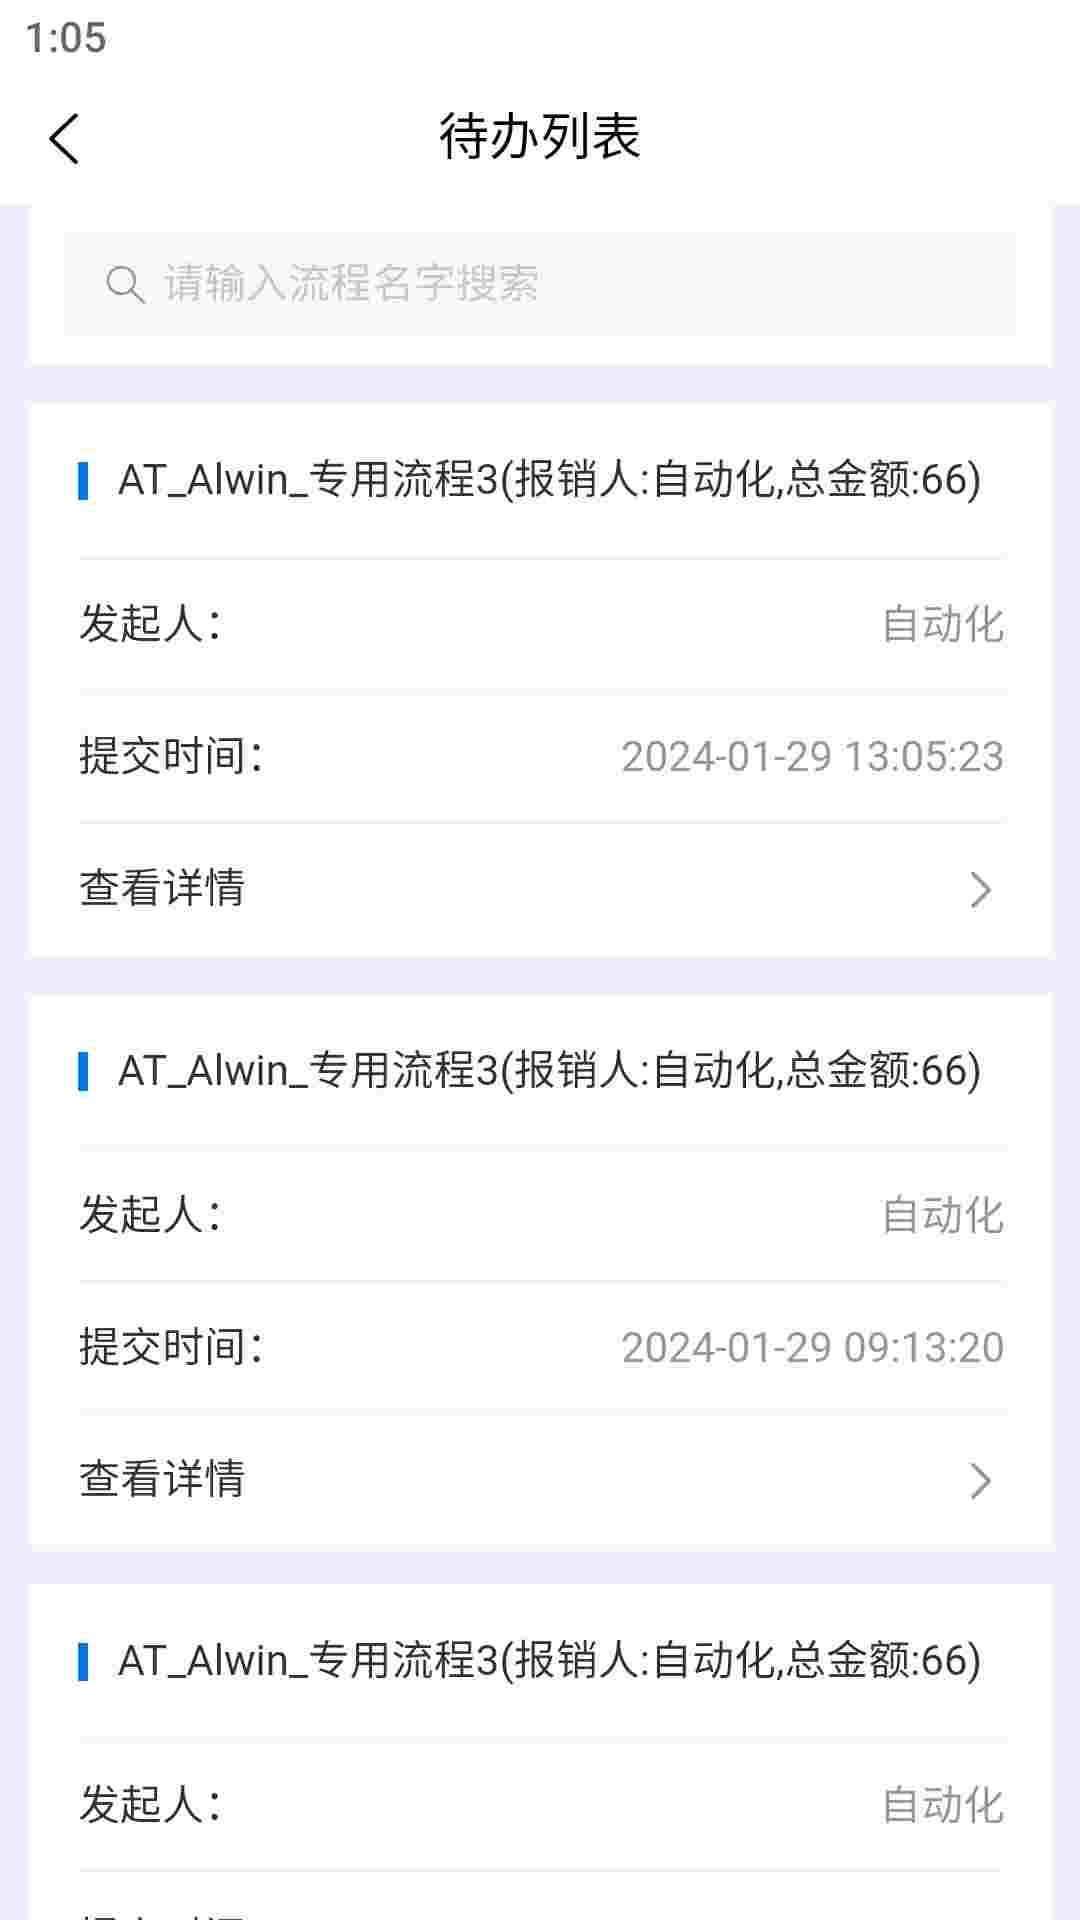 1:05
待办列表
请输入流程名字搜索
AT_Alwin_专用流程3(报销人:自动化,总金额:66)
发起人：
自动化
提交时间：
2024-01-29 13:05:23
查看详情
AT_Alwin_专用流程3(报销人:自动化,总金额:66)
发起人：
自动化
提交时间：
2024-01-29 09:13:20
查看详情
AT_Alwin_专用流程3(报销人:自动化,总金额:66)
发起人：
自动化